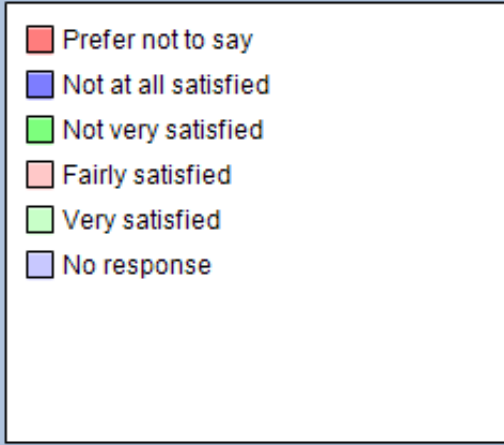 Prefer not to say
Not at all satisfied
Not very satisfied
Fairly satisfied
Very satisfied
No response